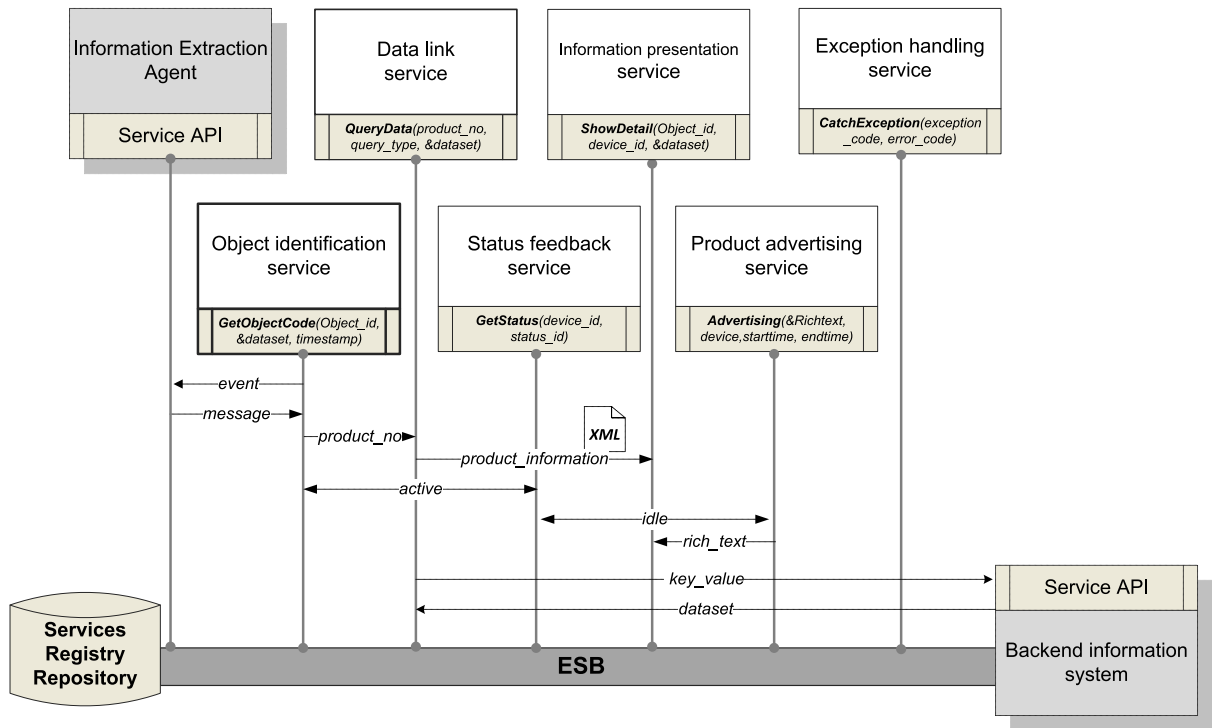 Information Extraction
Agent
Service API
Data link
service
QueryData(product_no,
query_type, &dataset)
Information presentation
service
ShowDetail(Object_id,
device_id, &dataset)
Exception handling
service
CatchException(exception
_code, error_code)
Object identification
service
GetObjectCode(Object_id,
&dataset, timestamp)
Status feedback
service
GetStatus(device_id,
status_id)
Product advertising
service
Advertising(&Richtext,
device,starttime, endtime)
event
message
product_no
XML
product_information
active
idle
rich_text
key_value
dataset
Service API
Backend information
system
Services
Registry
Repository
ESB